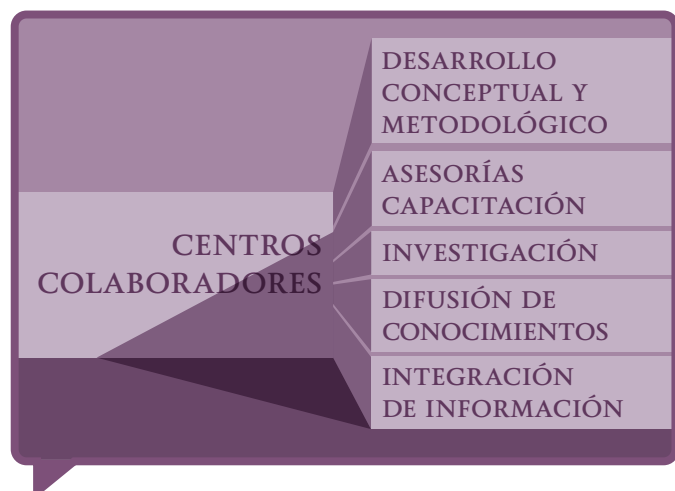 CENTROS
COLABORADORES
DESARROLLO
CONCEPTUAL Y
METODOLÓGICO
ASESORÍAS
CAPACITACIÓN
INVESTIGACIÓN
DIFUSIÓN DE
CONOCIMIENTOS
INTEGRACIÓN
DE INFORMACIÓN